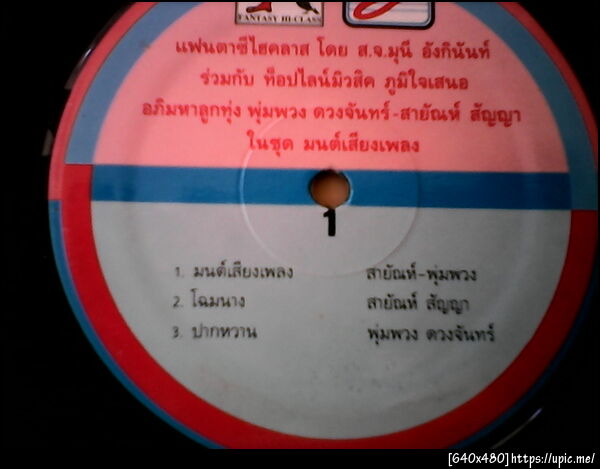 FANTASY HI-CLASS
แฟนตาซีไฮคลาส โดย ส.จ.มุนี อังกินันท์
ร่วมกับ ท็อปไลน์มิวสิค ภูมิใจเสนอ
อภิมหาลูกทุ่ง พุ่มพวง ดวงจันทร์-สายัณห์ สัญญา
ในชุด มนต์เสียงเพลง
1
1. มนต์เสียงเพลง สายัณห์-พุ่มพวง
2. โฉมนาง สายัณห์ สัญญา
3. ปากหวาน พุ่มพวง ดวงจันทร์
[640x480]https://upic.me/